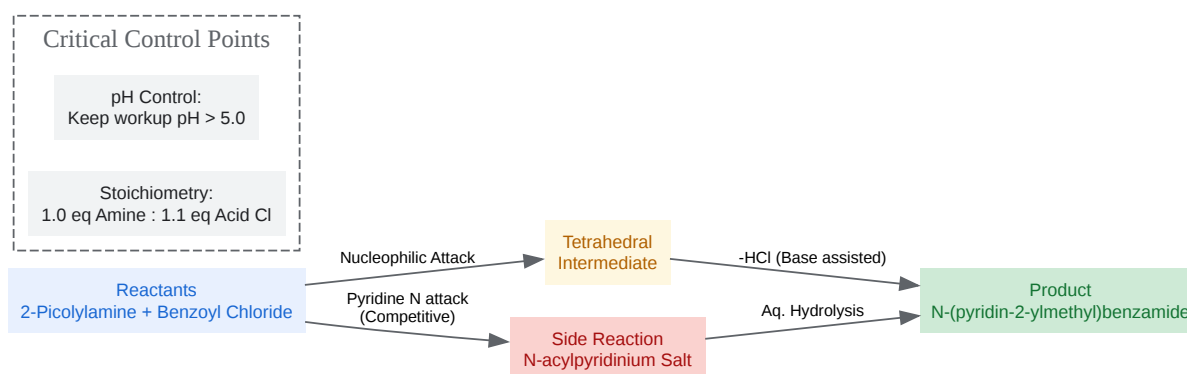 Critical Control Points
pH Control:
Keep workup pH > 5.0
Stoichiometry:
1.0 eq Amine : 1.1 eq Acid Cl
Reactants
2-Picolylamine + Benzoyl Chloride
Nucleophilic Attack
Pyridine N attack
(Competitive)
Tetrahedral
Intermediate
Side Reaction
N-acylpyridinium Salt
-HCl (Base assisted)
Aq. Hydrolysis
Product
N-(pyridin-2-ylmethyl)benzamide